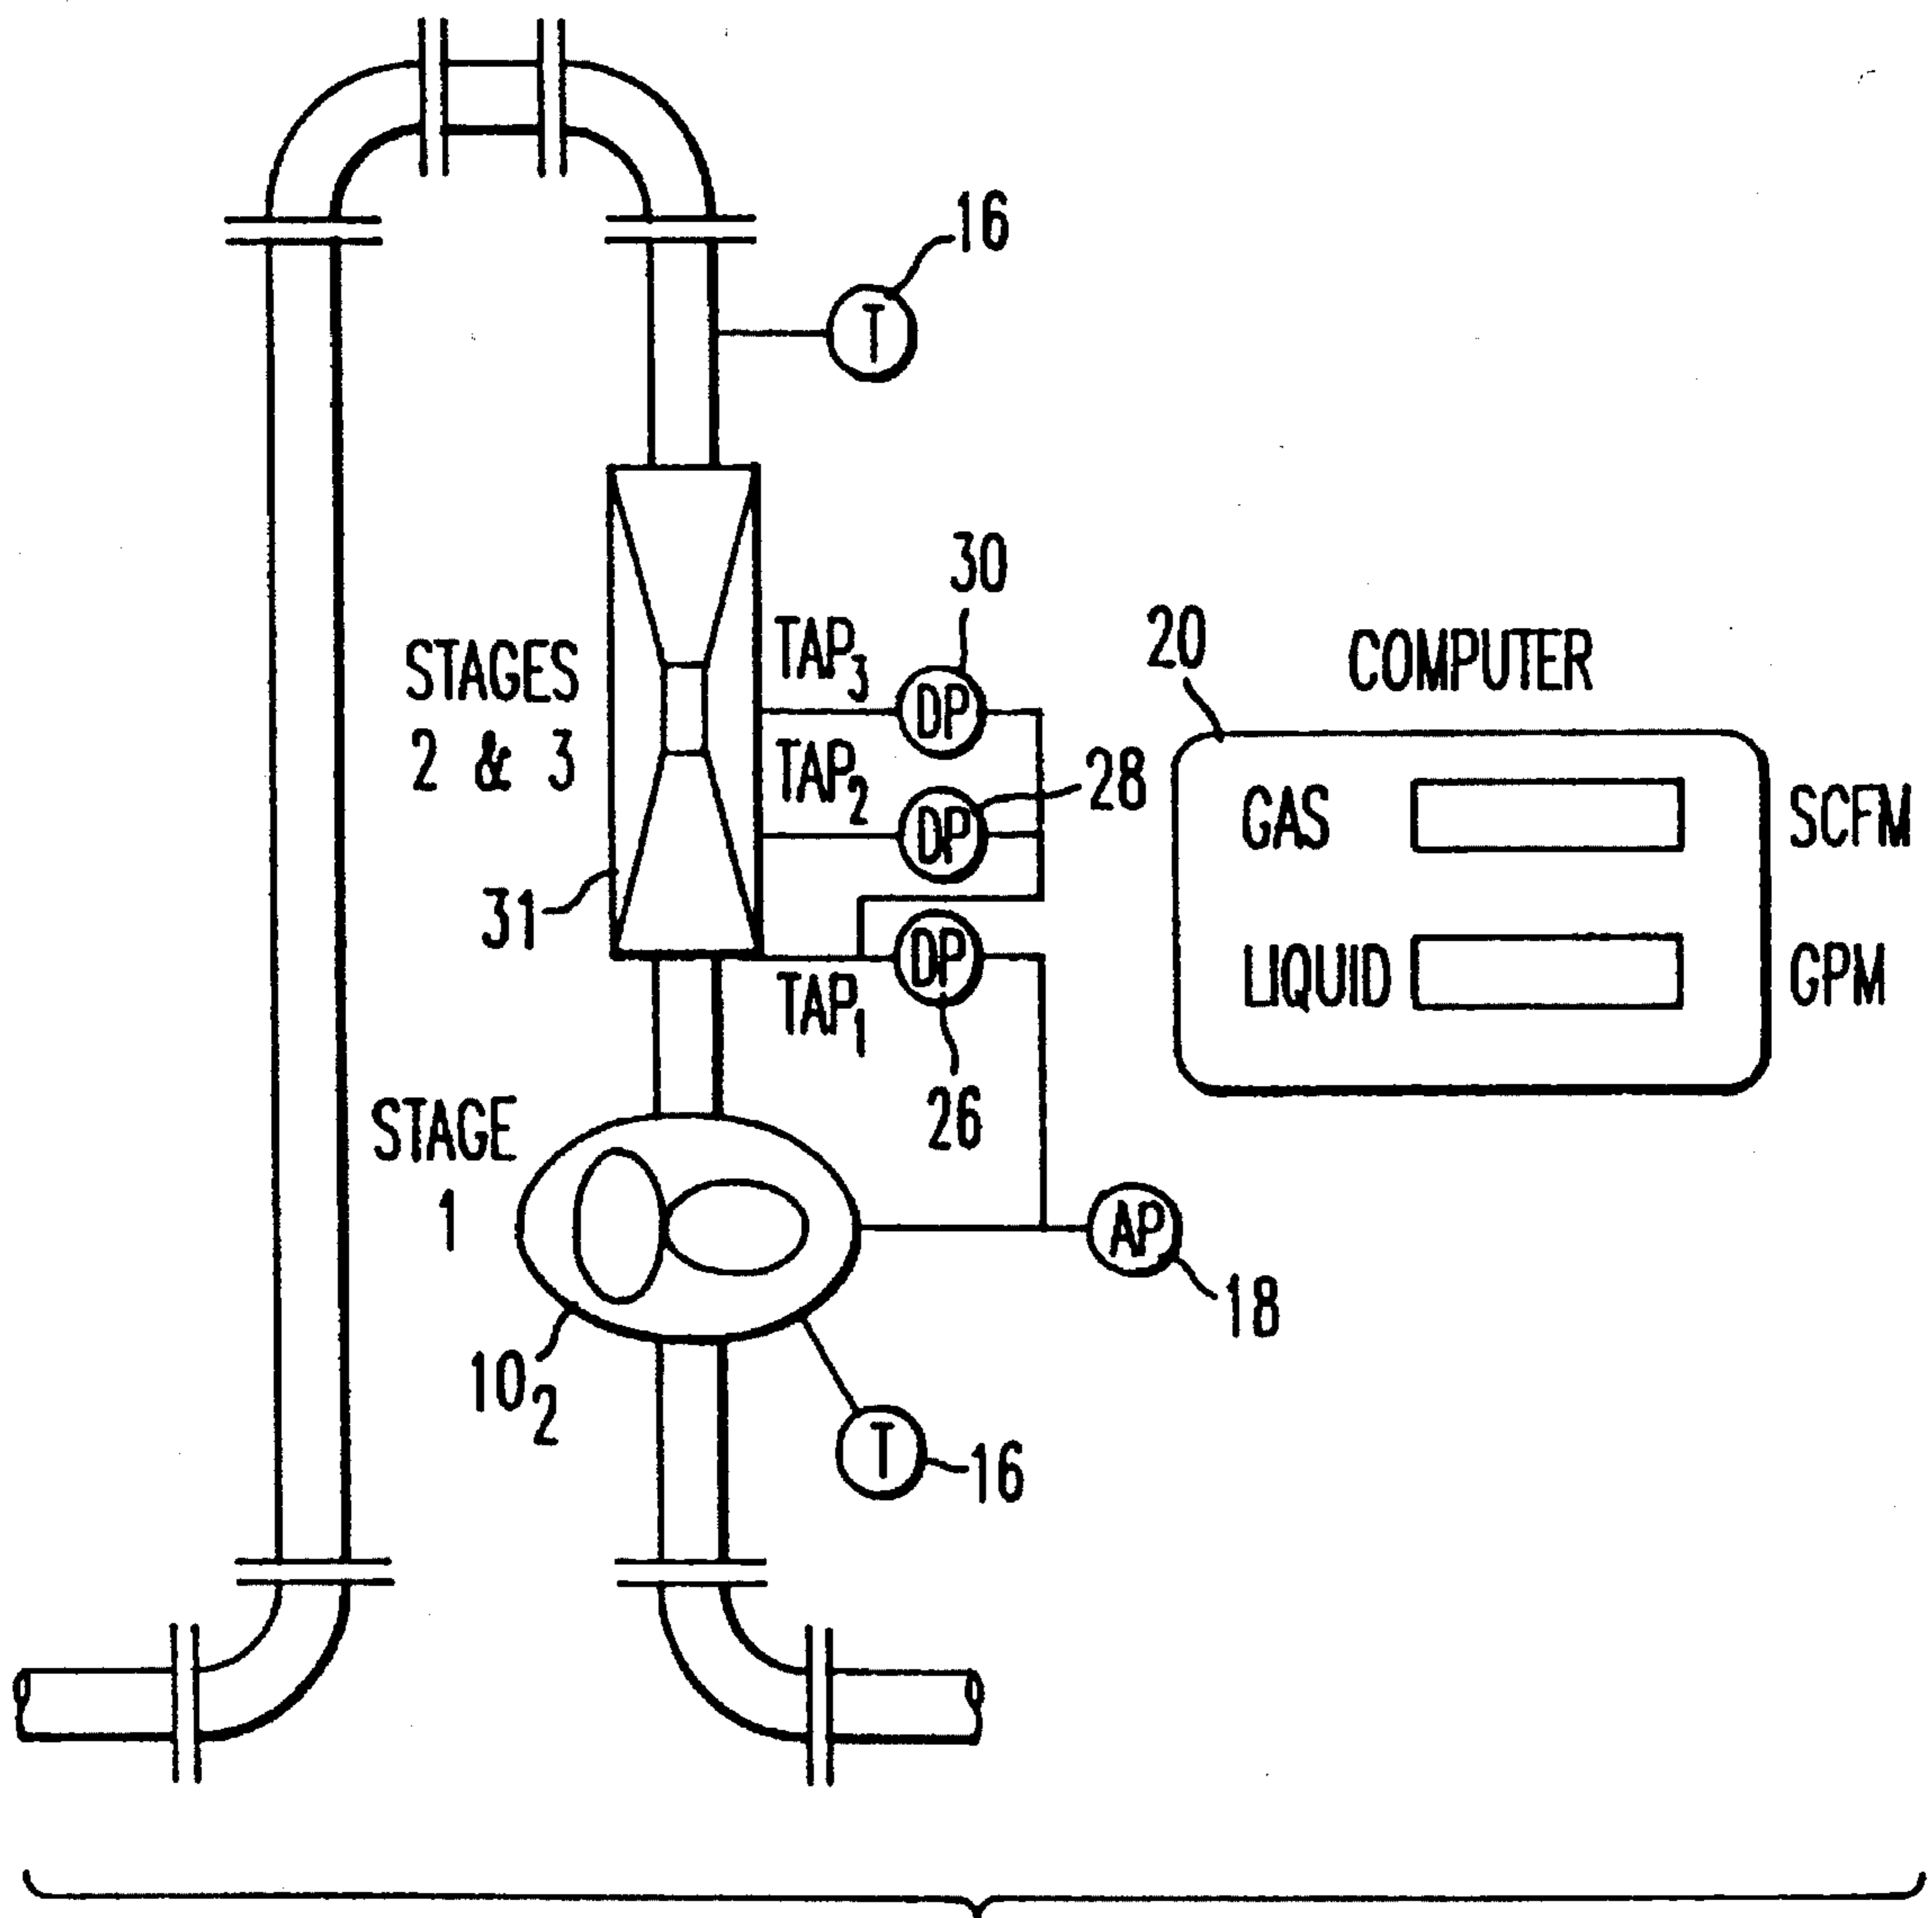 16
T
30
TAP3
DP
STAGES
2 & 3
TAP2
DP
28
31
DP
TAP1
26
20
COMPUTER
GAS
SCFM
LIQUID
GPM
STAGE
1
AP
18
102
T
16